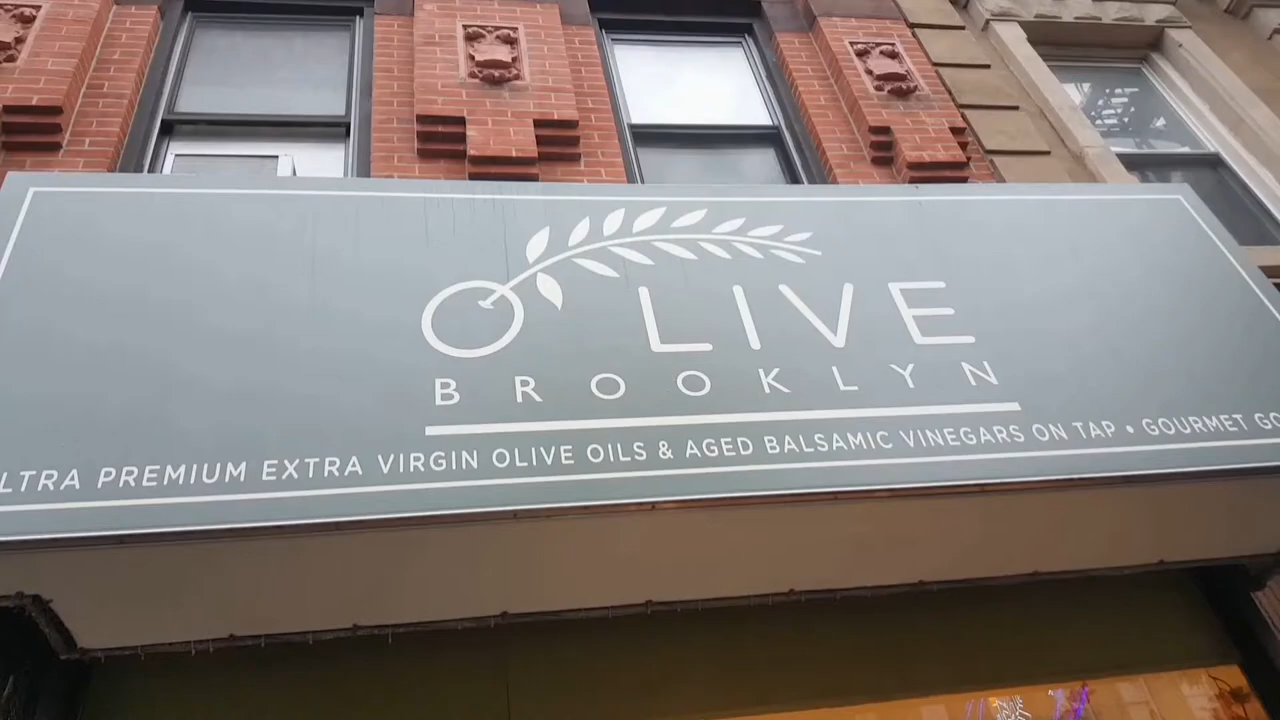 O'LIVE
BROOKLYN
LTRA PREMIUM EXTRA VIRGIN OLIVE OILS & AGED BALSAMIC VINEGARS ON TAP • GOURMET GO